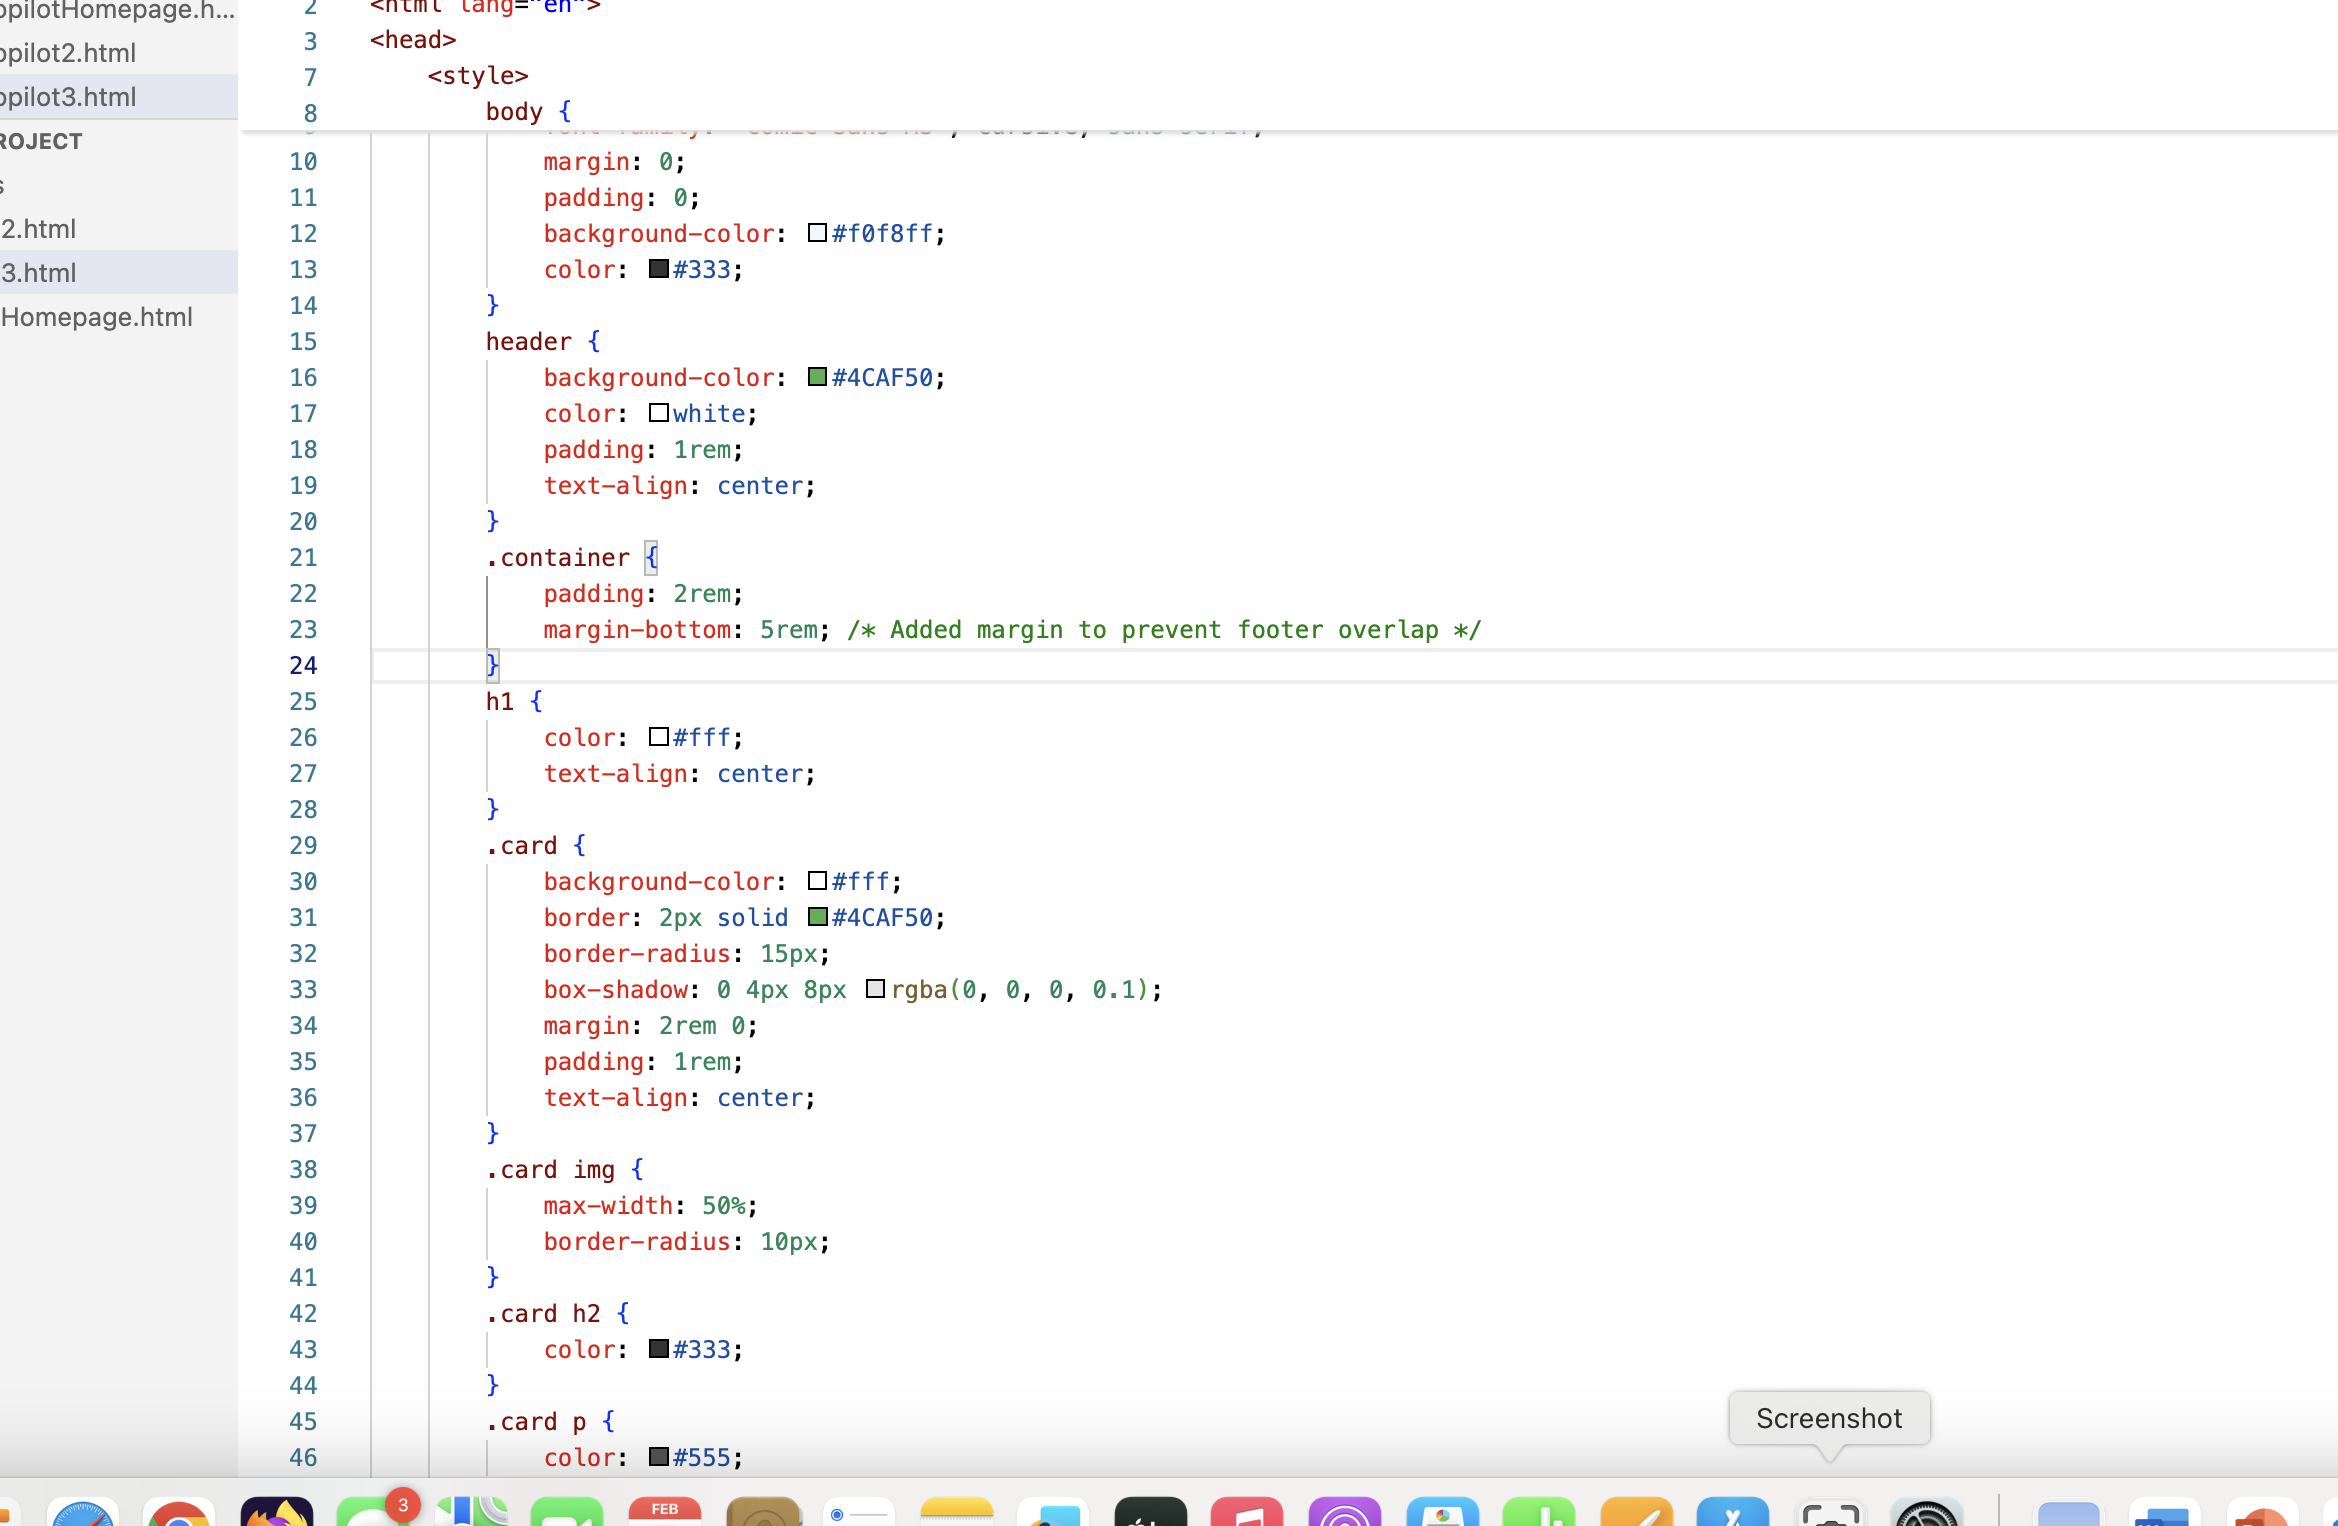 opilotHomepage.h...
opilot2.html
opilot3.html
ROJECT
s
2.html
3.html
Homepage.html
2 <html lang="en">
3 <head>
7 <style>
8 body {
10 margin: 0;
11 padding: 0;
12 background-color: #f0f8ff;
13 color: #333;
14 }
15 header {
16 background-color: #4CAF50;
17 color: white;
18 padding: 1rem;
19 text-align: center;
20 }
21 .container {
22 padding: 2rem;
23 margin-bottom: 5rem; /* Added margin to prevent footer overlap */
24 }
25 h1 {
26 color: #fff;
27 text-align: center;
28 }
29 .card {
30 background-color: #fff;
31 border: 2px solid #4CAF50;
32 border-radius: 15px;
33 box-shadow: 0 4px 8px rgba(0, 0, 0, 0.1);
34 margin: 2rem 0;
35 padding: 1rem;
36 text-align: center;
37 }
38 .card img {
39 max-width: 50%;
40 border-radius: 10px;
41 }
42 .card h2 {
43 color: #333;
44 }
45 .card p {
46 color: #555;
Screenshot
3
FEB